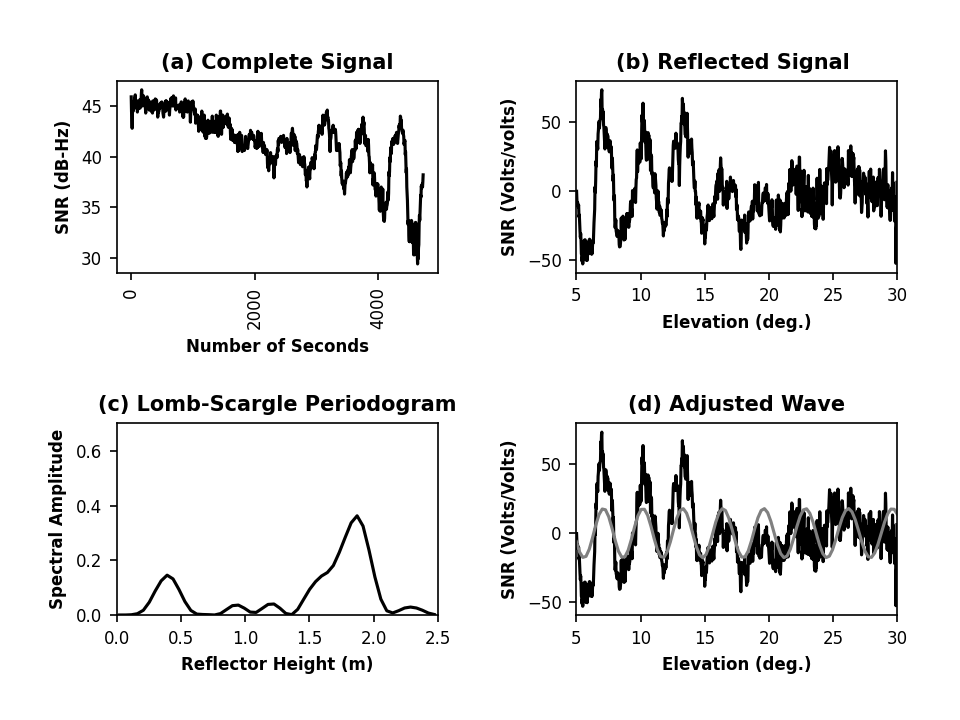 (a) Complete Signal
SNR (dB-Hz)
45
40
35
30
0
2000
4000
Number of Seconds
(b) Reflected Signal
SNR (Volts/volts)
50
0
−50
5
10
15
20
25
30
Elevation (deg.)
(c) Lomb-Scargle Periodogram
Spectral Amplitude
0.6
0.4
0.2
0.0
0.0
0.5
1.0
1.5
2.0
2.5
Reflector Height (m)
(d) Adjusted Wave
SNR (Volts/Volts)
50
0
−50
5
10
15
20
25
30
Elevation (deg.)